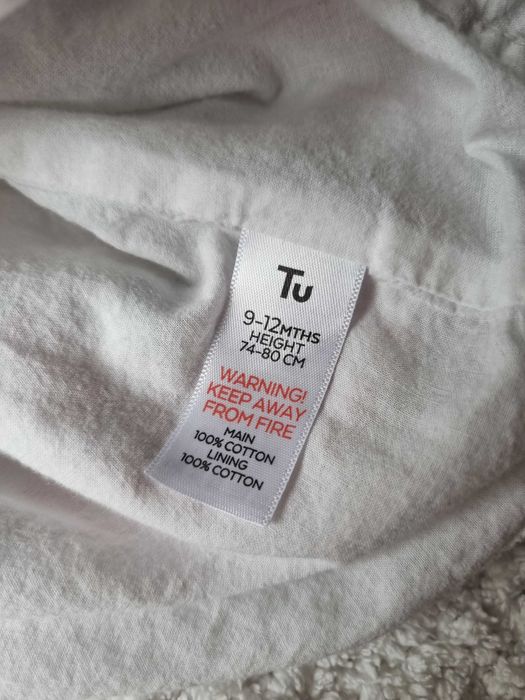 Tu
9-12MTHS
HEIGHT
74-80 CM
WARNING!
KEEP AWAY
FROM FIRE
MAIN
100% COTTON
LINING
100% COTTON